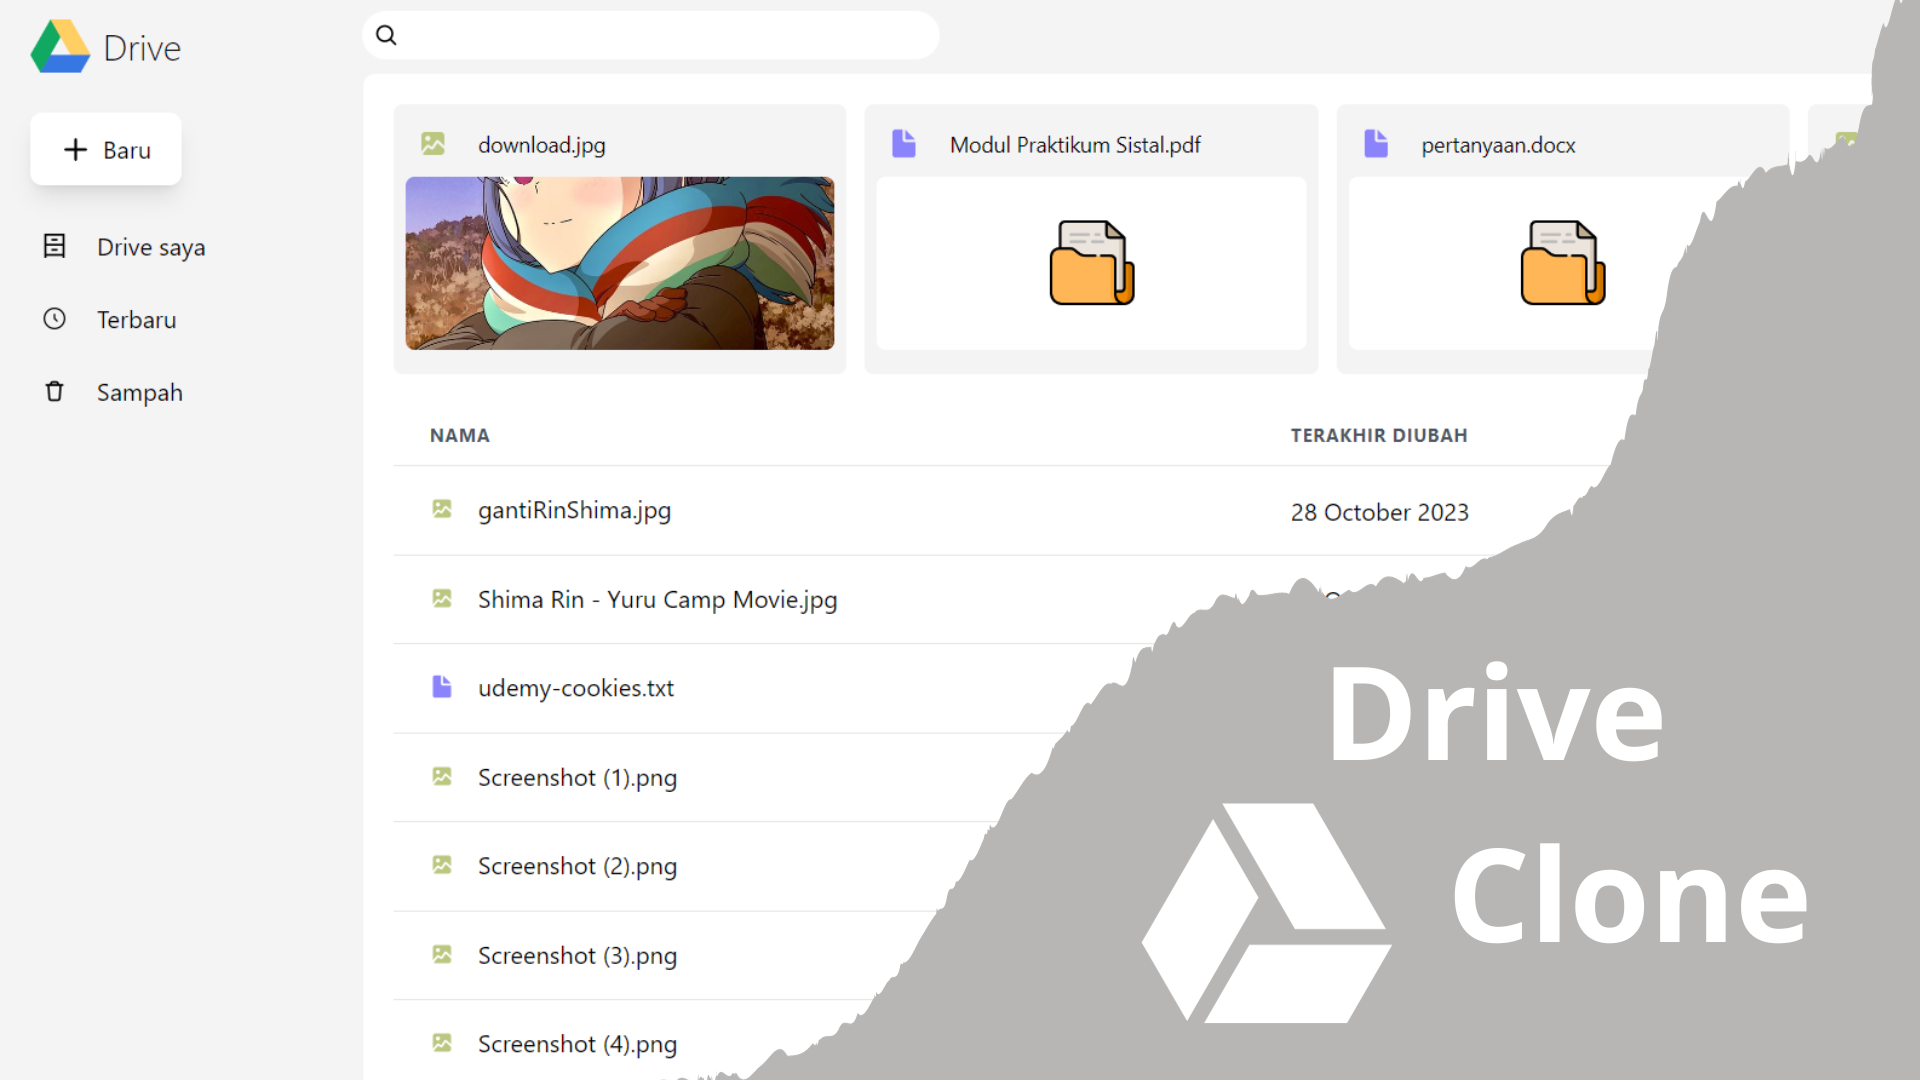 Drive
Baru
Drive saya
Terbaru
Sampah
download.jpg
Modul Praktikum Sistal.pdf
pertanyaan.docx
NAMA
TERAKHIR DIUBAH
gantiRinShima.jpg
28 October 2023
Shima Rin - Yuru Camp Movie.jpg
udemy-cookies.txt
Screenshot (1).png
Screenshot (2).png
Screenshot (3).png
Screenshot (4).png
Drive
Clone